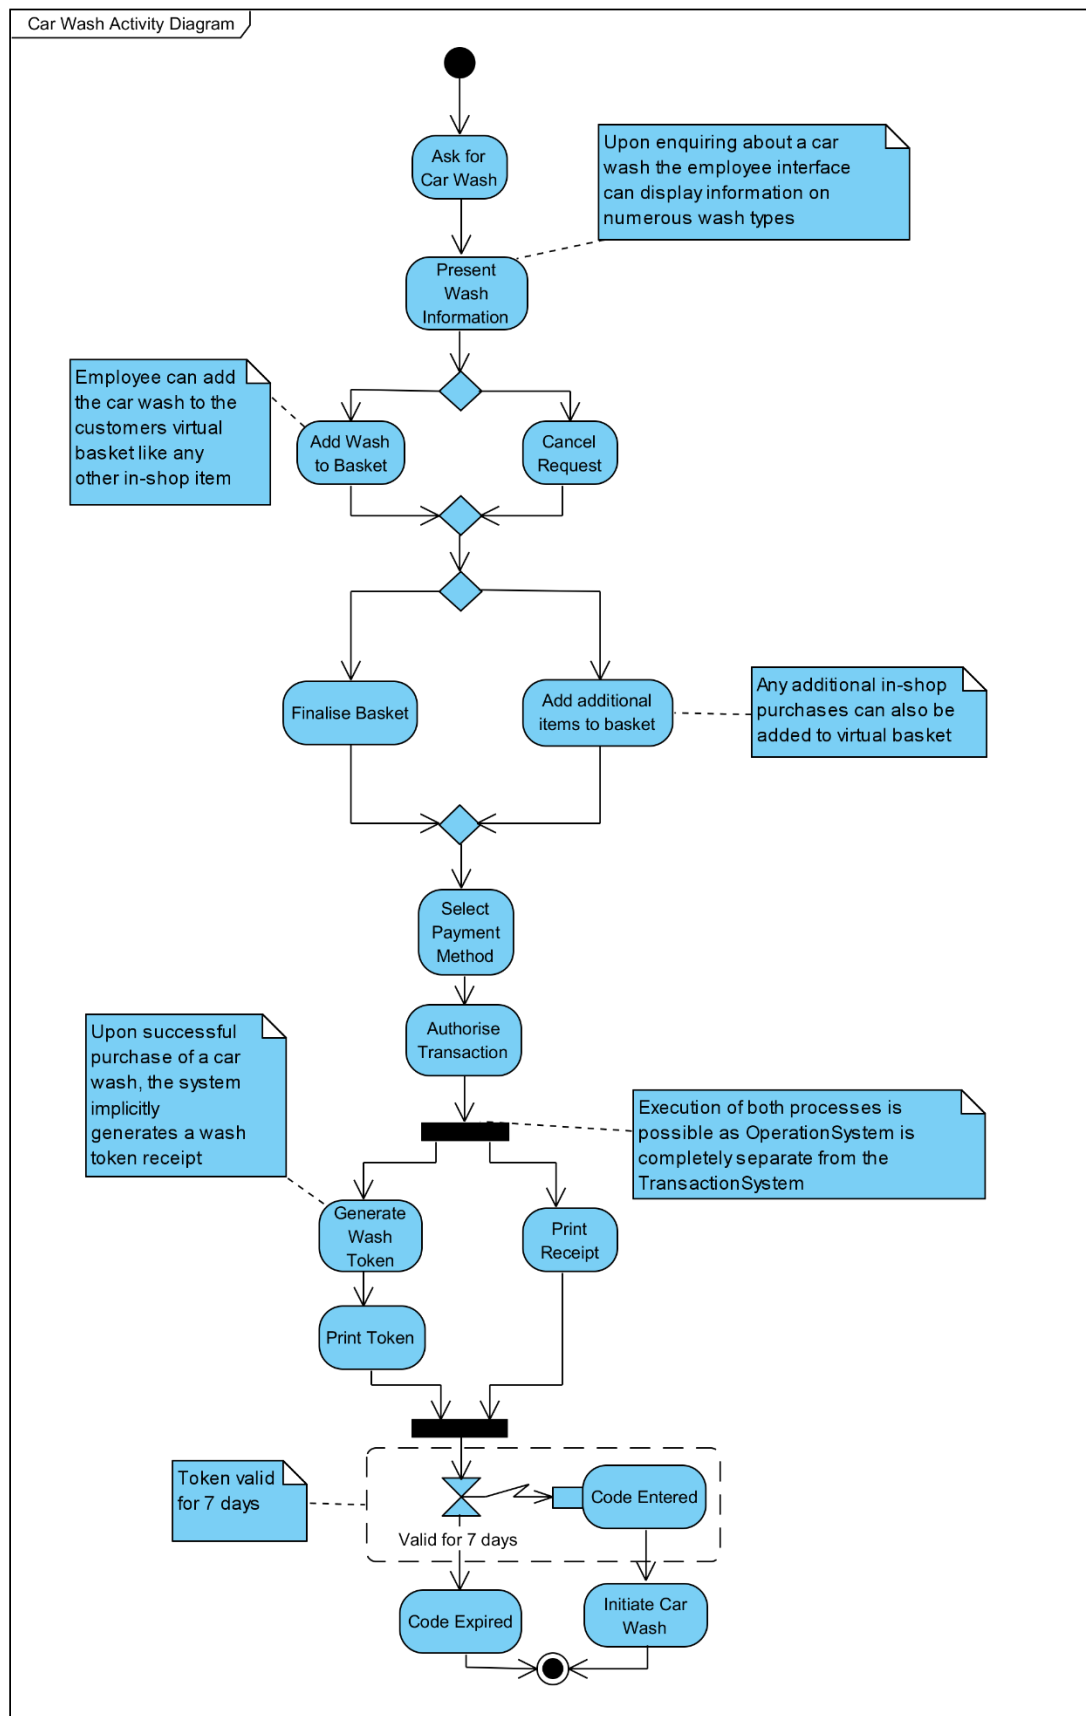 Car Wash Activity Diagram
Ask for
Car Wash
Upon enquiring about a car
wash the employee interface
can display information on
numerous wash types
Present
Wash
Information
Employee can add
the car wash to the
customers virtual
basket like any
other in-shop item
Add Wash
to Basket
Cancel
Request
Finalise Basket
Add additional
items to basket
Any additional in-shop
purchases can also be
added to virtual basket
Select
Payment
Method
Authorise
Transaction
Upon successful
purchase of a car
wash, the system
implicitly
generates a wash
token receipt
Execution of both processes is
possible as OperationSystem is
completely separate from the
TransactionSystem
Generate
Wash
Token
Print
Receipt
Print Token
Token valid
for 7 days
Code Entered
Valid for 7 days
Code Expired
Initiate Car
Wash